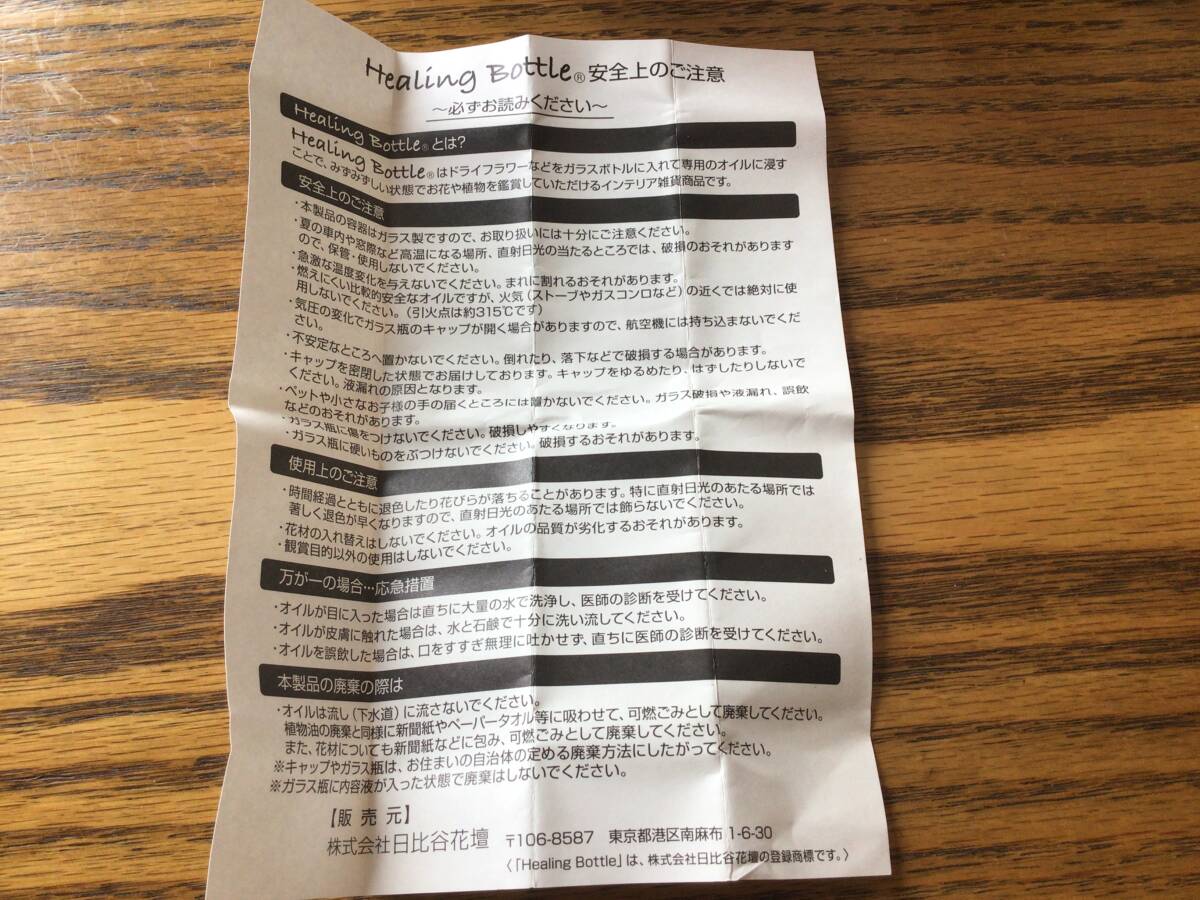 Healing Bottle® 安全上のご注意
～必ずお読みください～
Healing Bottle®とは?
Healing Bottle®はドライフラワーなどをガラスボトルに入れて専用のオイルに浸す
ことで、みずみずしい状態でお花や植物を鑑賞していただけるインテリア雑貨商品です。
安全上のご注意
・本製品の容器はガラス製ですので、お取り扱いには十分にご注意ください。
・夏の車内や窓際など高温になる場所、直射日光の当たるところでは、破損のおそれがあります
ので、保管・使用しないでください。
・急激な温度変化を与えないでください。まれに割れるおそれがあります。
・燃えにくい比較的安全なオイルですが、火気（ストーブやガスコンロなど）の近くでは絶対に使
用しないでください。（引火点は約315℃です）
・気圧の変化でガラス瓶のキャップが開く場合がありますので、航空機には持ち込まないでくだ
さい。
・不安定なところへ置かないでください。倒れたり、落下などで破損する場合があります。
・キャップを密閉した状態でお届けしております。キャップをゆるめたり、はずしたりしないで
ください。液漏れの原因となります。
・ペットや小さなお子様の手の届くところには置かないでください。ガラス破損や液漏れ、誤飲
などのおそれがあります。
・ガラス瓶に傷をつけないでください。破損しやすくなります。
・ガラス瓶に硬いものをぶつけないでください。破損するおそれがあります。
使用上のご注意
・時間経過とともに退色したり花びらが落ちることがあります。特に直射日光のあたる場所では
著しく退色が早くなりますので、直射日光のあたる場所では飾らないでください。
・花材の入れ替えはしないでください。オイルの品質が劣化するおそれがあります。
・観賞目的以外の使用はしないでください。
万が一の場合…応急措置
・オイルが目に入った場合は直ちに大量の水で洗浄し、医師の診断を受けてください。
・オイルが皮膚に触れた場合は、水と石鹸で十分に洗い流してください。
・オイルを誤飲した場合は、口をすすぎ無理に吐かせず、直ちに医師の診断を受けてください。
本製品の廃棄の際は
・オイルは流し（下水道）に流さないでください。
植物油の廃棄と同様に新聞紙やペーパータオル等に吸わせて、可燃ごみとして廃棄してください。
また、花材についても新聞紙などに包み、可燃ごみとして廃棄してください。
※キャップやガラス瓶は、お住まいの自治体の定める廃棄方法にしたがってください。
※ガラス瓶に内容液が入った状態で廃棄はしないでください。
【販売元】
株式会社日比谷花壇 〒106-8587 東京都港区南麻布 1-6-30
〈「Healing Bottle」は、株式会社日比谷花壇の登録商標です。〉